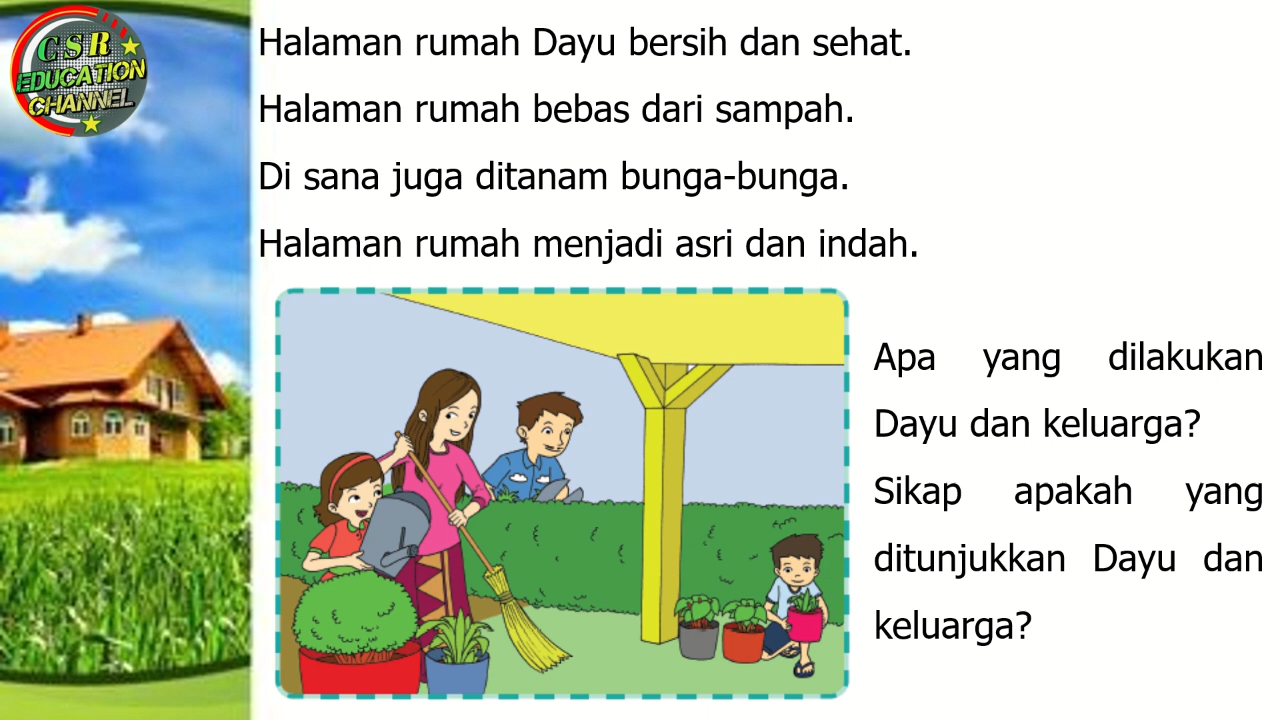 CSR
EDUCATION
CHANNEL
Halaman rumah Dayu bersih dan sehat.
Halaman rumah bebas dari sampah.
Di sana juga ditanam bunga-bunga.
Halaman rumah menjadi asri dan indah.
Apa yang dilakukan
Dayu dan keluarga?
Sikap apakah yang
ditunjukkan Dayu dan
keluarga?